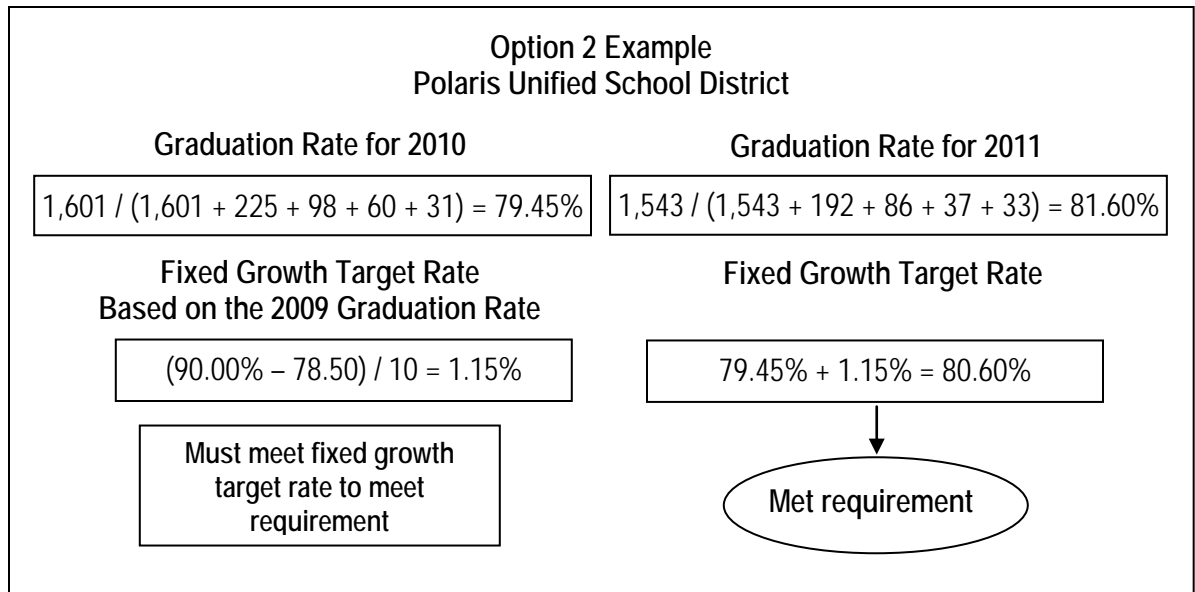 Option 2 Example
Polaris Unified School District
Graduation Rate for 2010
1,601 / (1,601 + 225 + 98 + 60 + 31) = 79.45%
Fixed Growth Target Rate
Based on the 2009 Graduation Rate
(90.00% – 78.50) / 10 = 1.15%
Must meet fixed growth
target rate to meet
requirement
Graduation Rate for 2011
1,543 / (1,543 + 192 + 86 + 37 + 33) = 81.60%
Fixed Growth Target Rate
79.45% + 1.15% = 80.60%
Met requirement